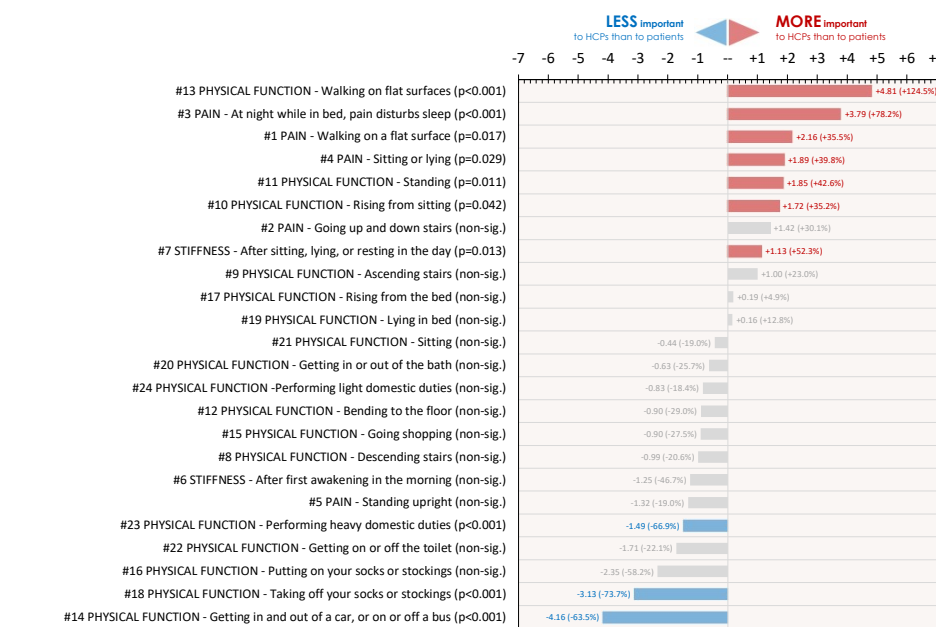 LESS important
to HCPs than to patients
MORE important
to HCPs than to patients
-7 -6 -5 -4 -3 -2 -1 -- +1 +2 +3 +4 +5 +6
#13 PHYSICAL FUNCTION - Walking on flat surfaces (p<0.001) +4.81 (+124.5%)
#3 PAIN - At night while in bed, pain disturbs sleep (p<0.001) +3.79 (+78.2%)
#1 PAIN - Walking on a flat surface (p=0.017) +2.16 (+35.5%)
#4 PAIN - Sitting or lying (p=0.029) +1.89 (+39.8%)
#11 PHYSICAL FUNCTION - Standing (p=0.011) +1.85 (+42.6%)
#10 PHYSICAL FUNCTION - Rising from sitting (p=0.042) +1.72 (+35.2%)
#2 PAIN - Going up and down stairs (non-sig.) +1.42 (+30.1%)
#7 STIFFNESS - After sitting, lying, or resting in the day (p=0.013) +1.13 (+52.3%)
#9 PHYSICAL FUNCTION - Ascending stairs (non-sig.) +1.00 (+23.0%)
#17 PHYSICAL FUNCTION - Rising from the bed (non-sig.) +0.19 (+4.9%)
#19 PHYSICAL FUNCTION - Lying in bed (non-sig.) +0.16 (+12.8%)
#21 PHYSICAL FUNCTION - Sitting (non-sig.) -0.44 (-19.0%)
#20 PHYSICAL FUNCTION - Getting in or out of the bath (non-sig.) -0.63 (-25.7%)
#24 PHYSICAL FUNCTION -Performing light domestic duties (non-sig.) -0.83 (-18.4%)
#12 PHYSICAL FUNCTION - Bending to the floor (non-sig.) -0.90 (-29.0%)
#15 PHYSICAL FUNCTION - Going shopping (non-sig.) -0.90 (-27.5%)
#8 PHYSICAL FUNCTION - Descending stairs (non-sig.) -0.99 (-20.6%)
#6 STIFFNESS - After first awakening in the morning (non-sig.) -1.25 (-46.7%)
#5 PAIN - Standing upright (non-sig.) -1.32 (-19.0%)
#23 PHYSICAL FUNCTION - Performing heavy domestic duties (p<0.001) -1.49 (-66.9%)
#22 PHYSICAL FUNCTION - Getting on or off the toilet (non-sig.) -1.71 (-22.1%)
#16 PHYSICAL FUNCTION - Putting on your socks or stockings (non-sig.) -2.35 (-58.2%)
#18 PHYSICAL FUNCTION - Taking off your socks or stockings (p<0.001) -3.13 (-73.7%)
#14 PHYSICAL FUNCTION - Getting in and out of a car, or on or off a bus (p<0.001) -4.16 (-63.5%)